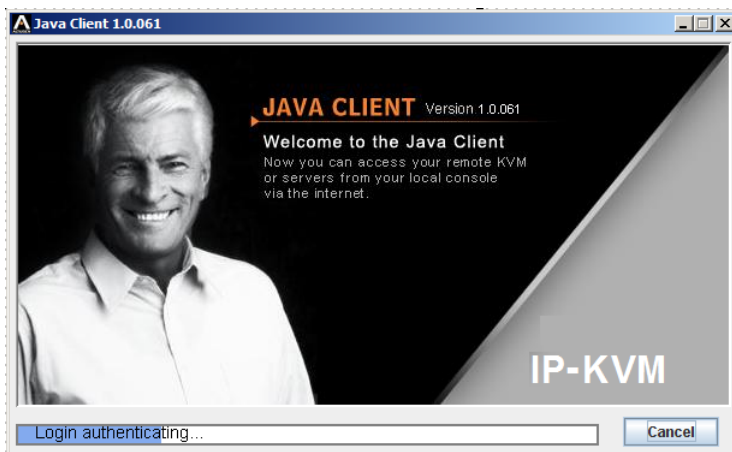 Java Client 1.0.061
JAVA CLIENT Version 1.0.061
Welcome to the Java Client
Now you can access your remote KVM
or servers from your local console
via the internet.
IP-KVM
Login authenticating...
Cancel